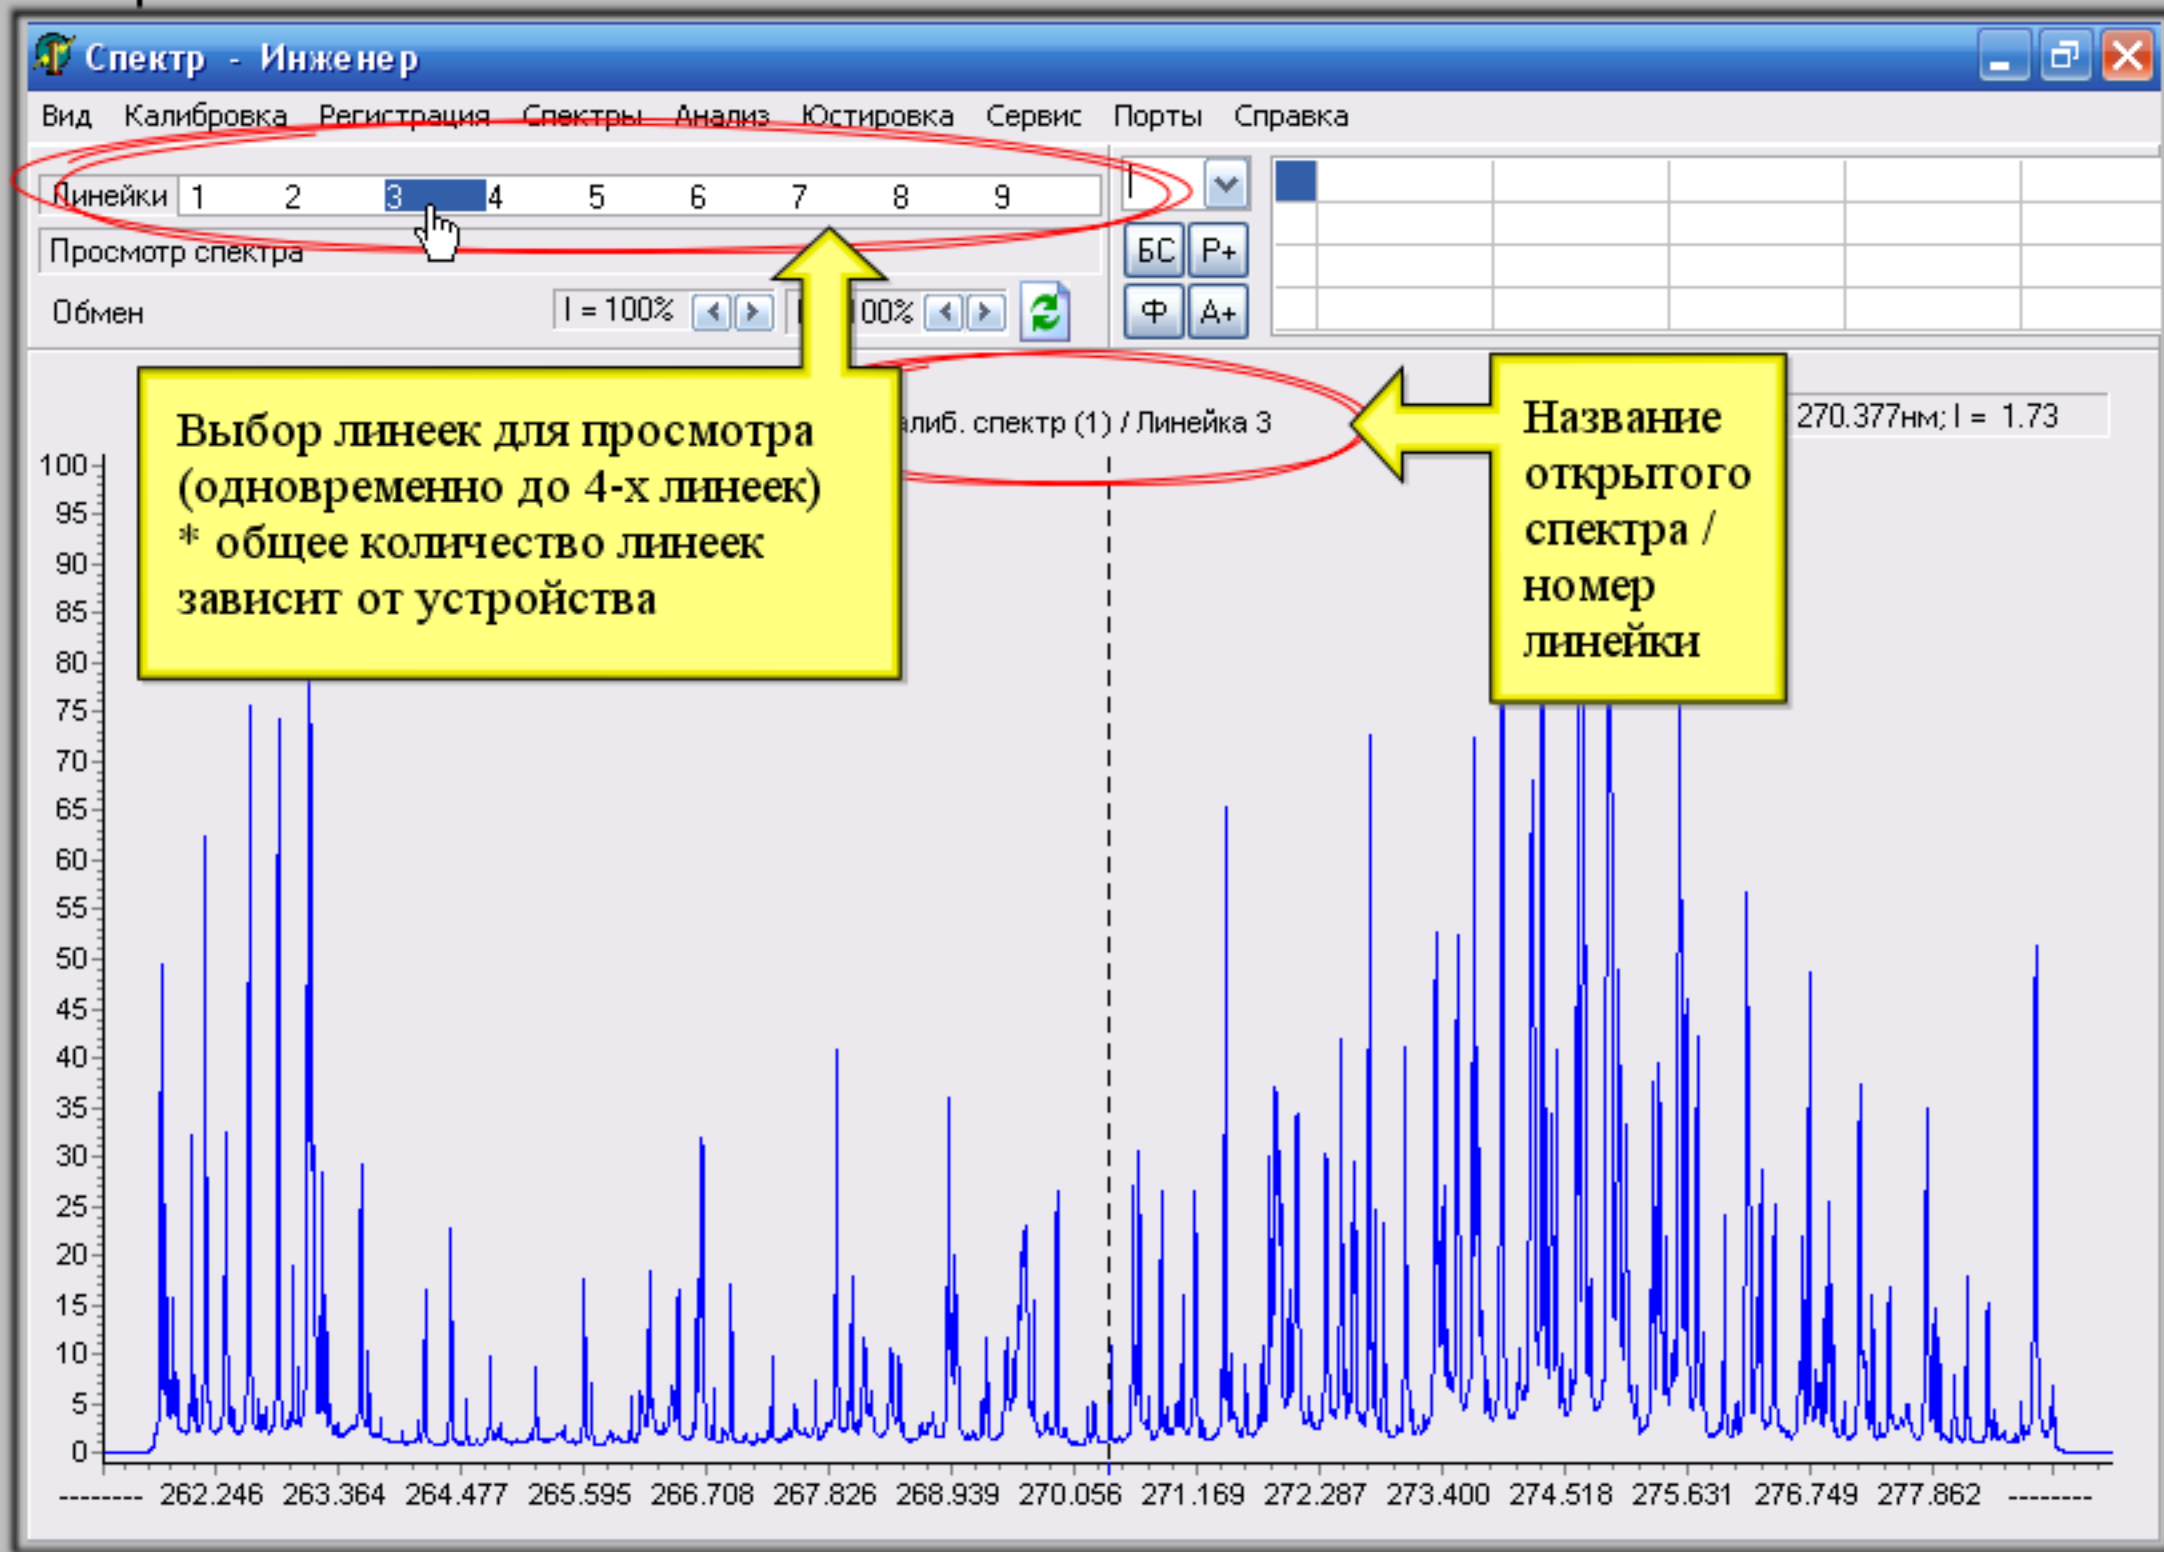 Спектр - Инженер
Вид Калибровка Регистрация Спектры Анализ Юстировка Сервис Порты Справка
Линейки 1 2 3 4 5 6 7 8 9
Просмотр спектра
БС Р+
Обмен I = 100% 00% Ф А+
Выбор линеек для просмотра
(одновременно до 4-х линеек)
* общее количество линеек
зависит от устройства
алиб. спектр (1) / Линейка 3
Название
открытого
спектра /
номер
линейки
270.377нм; I = 1.73
100
95
90
85
80
75
70
65
60
55
50
45
40
35
30
25
20
15
10
5
0
-------- 262.246 263.364 264.477 265.595 266.708 267.826 268.939 270.056 271.169 272.287 273.400 274.518 275.631 276.749 277.862 --------